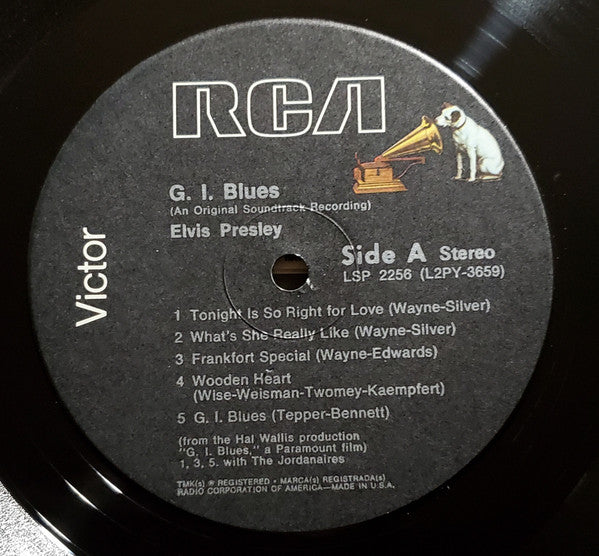 RCA
G. I. Blues
(An Original Soundtrack Recording)
Elvis Presley
Side A Stereo
LSP 2256 (L2PY-3659)
Victor
1 Tonight Is So Right for Love (Wayne-Silver)
2 What's She Really Like (Wayne-Silver)
3 Frankfort Special (Wayne-Edwards)
4 Wooden Heart
(Wise-Weisman-Twomey-Kaempfert)
5 G. I. Blues (Tepper-Bennett)
(from the Hal Wallis production
"G. I. Blues," a Paramount film)
1, 3, 5. with The Jordanaires
TMK(s) ® REGISTERED • MARCA(s) REGISTRADA(s)
RADIO CORPORATION OF AMERICA—MADE IN U.S.A.